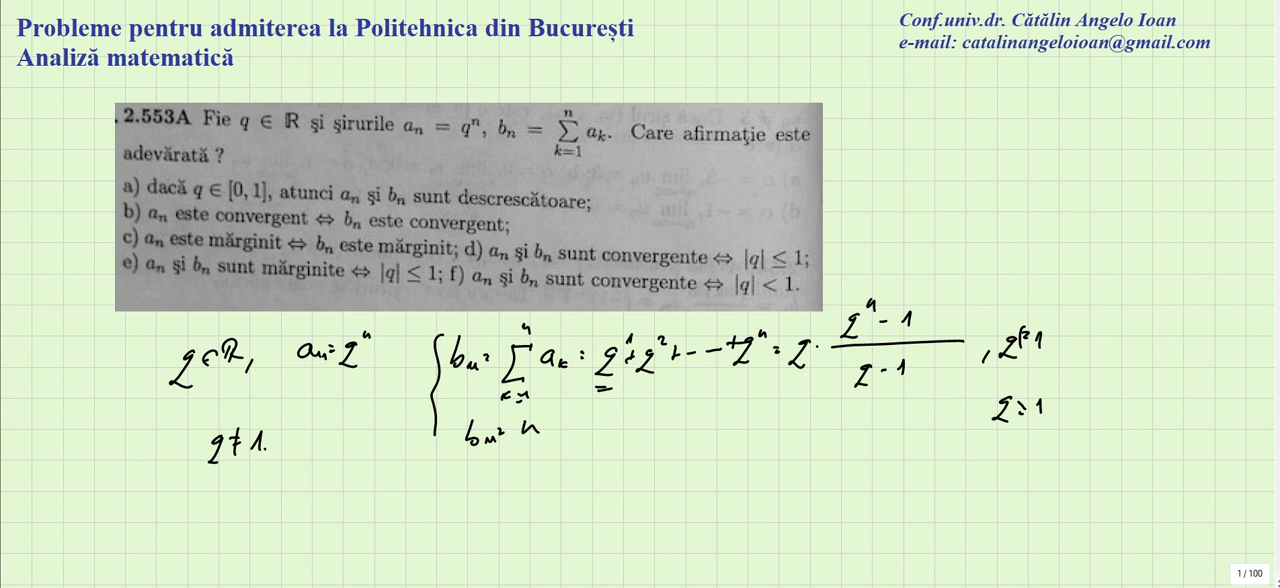 Probleme pentru admiterea la Politehnica din București
Analiză matematică
Conf.univ.dr. Cătălin Angelo Ioan
e-mail: catalinangeloioan@gmail.com
2.553A Fie q ∈ ℝ şi şirurile aₙ = qⁿ, bₙ = ∑_{k=1}^{n} aₖ. Care afirmaţie este
adevărată ?
a) dacă q ∈ [0, 1], atunci aₙ şi bₙ sunt descrescătoare;
b) aₙ este convergent ⇔ bₙ este convergent;
c) aₙ este mărginit ⇔ bₙ este mărginit; d) aₙ şi bₙ sunt convergente ⇔ |q| ≤ 1;
e) aₙ şi bₙ sunt mărginite ⇔ |q| ≤ 1; f) aₙ şi bₙ sunt convergente ⇔ |q| < 1.
q ∈ ℝ, aₙ = qⁿ { bₙ = ∑_{k=1}^{n} aₖ = q¹ + q² + - - + qⁿ = q · (qⁿ - 1)/(q - 1), q ≠ 1
bₙ = n q = 1
q ≠ 1.
1 / 100